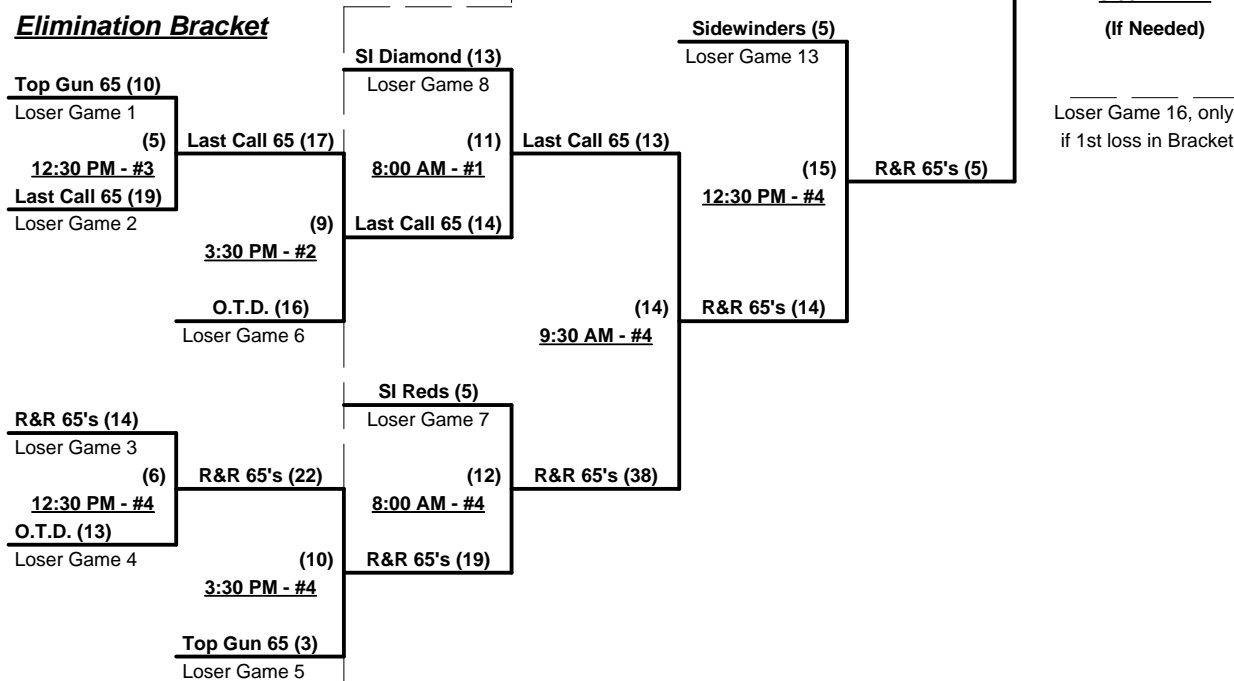 Elimination Bracket
Sidewinders (5)
(If Needed)
SI Diamond (13)
Loser Game 13
Top Gun 65 (10)
Loser Game 8
Loser Game 1
Loser Game 16, only
if 1st loss in Bracket
(5)
Last Call 65 (17)
(11)
Last Call 65 (13)
12:30 PM - #3
8:00 AM - #1
(15)
R&R 65's (5)
Last Call 65 (19)
12:30 PM - #4
Loser Game 2
(9)
Last Call 65 (14)
3:30 PM - #2
O.T.D. (16)
(14)
R&R 65's (14)
Loser Game 6
9:30 AM - #4
SI Reds (5)
R&R 65's (14)
Loser Game 7
Loser Game 3
(6)
R&R 65's (22)
(12)
R&R 65's (38)
12:30 PM - #4
8:00 AM - #4
O.T.D. (13)
Loser Game 4
(10)
R&R 65's (19)
3:30 PM - #4
Top Gun 65 (3)
Loser Game 5